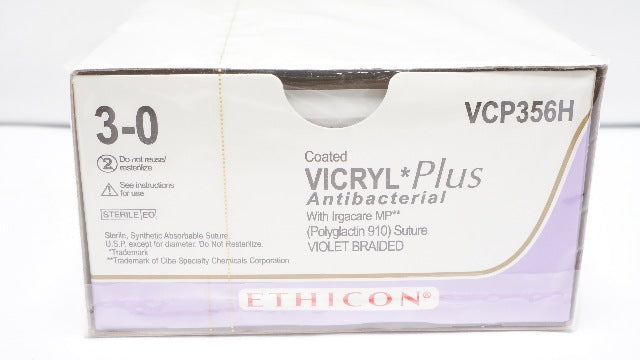 3-0
VCP356H
Do not reuse/
resterilize
See instructions
for use
STERILE EO
Sterile, Synthetic Absorbable Suture.
U.S.P. except for diameter. Do Not Resterilize.
*Trademark
**Trademark of Ciba Specialty Chemicals Corporation
Coated
VICRYL* Plus
Antibacterial
With Irgacare MP**
(Polyglactin 910) Suture
VIOLET BRAIDED
ETHICON®